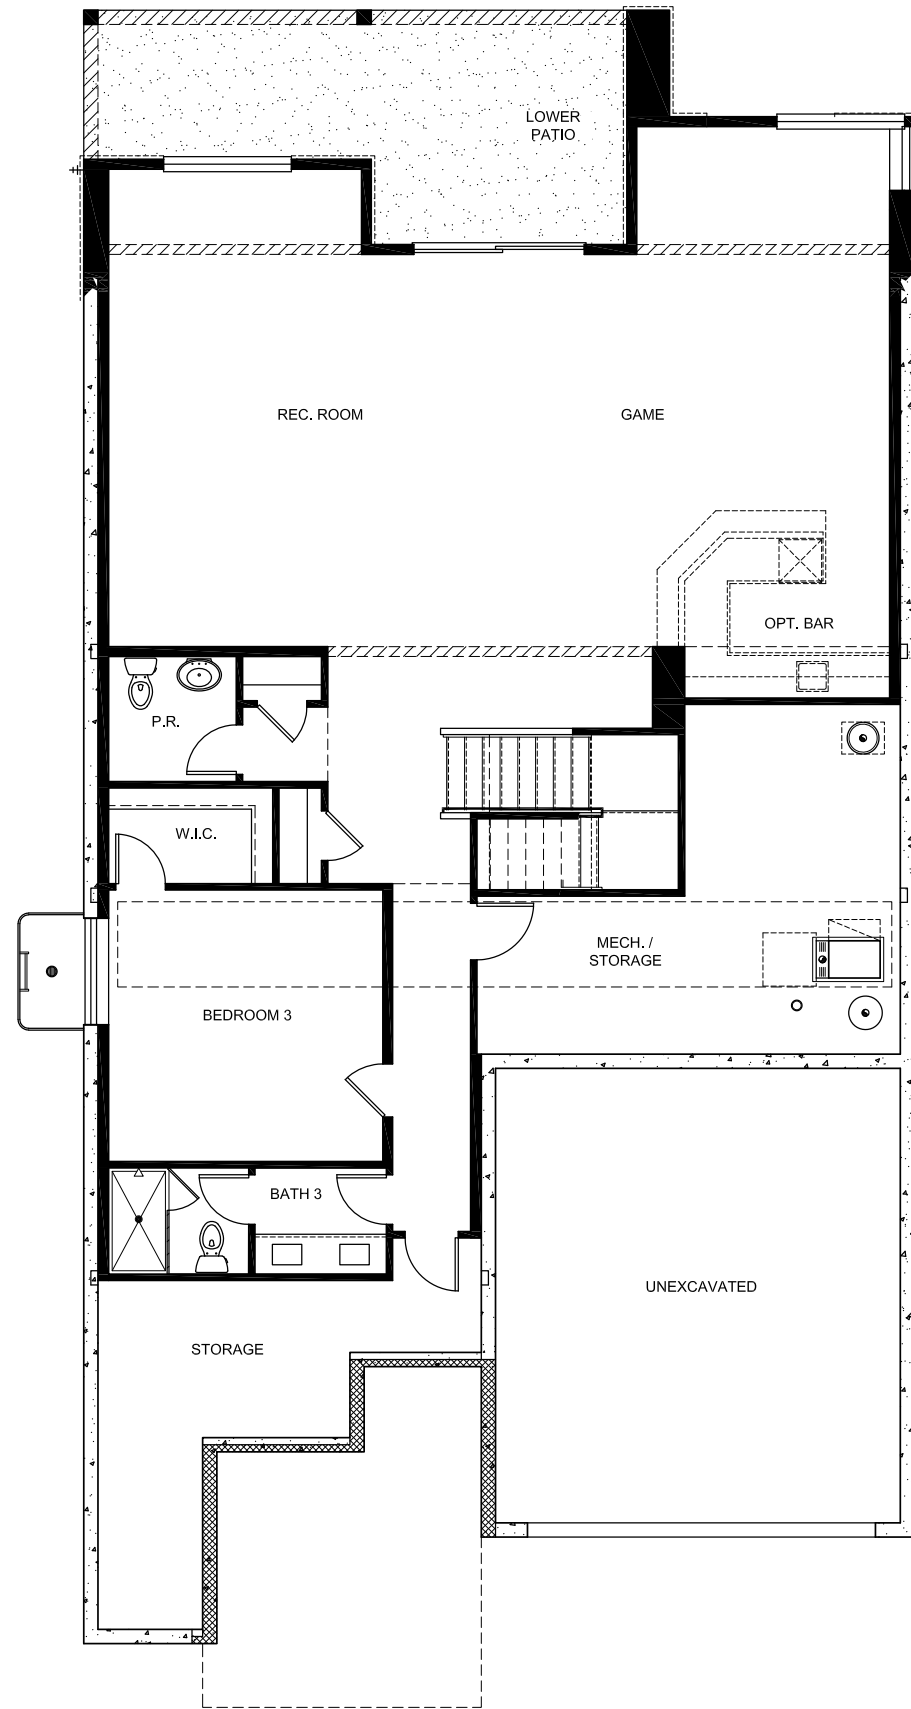 LOWER
PATIO
REC. ROOM
GAME
OPT. BAR
P.R.
W.I.C.
MECH. /
STORAGE
BEDROOM 3
BATH 3
UNEXCAVATED
STORAGE